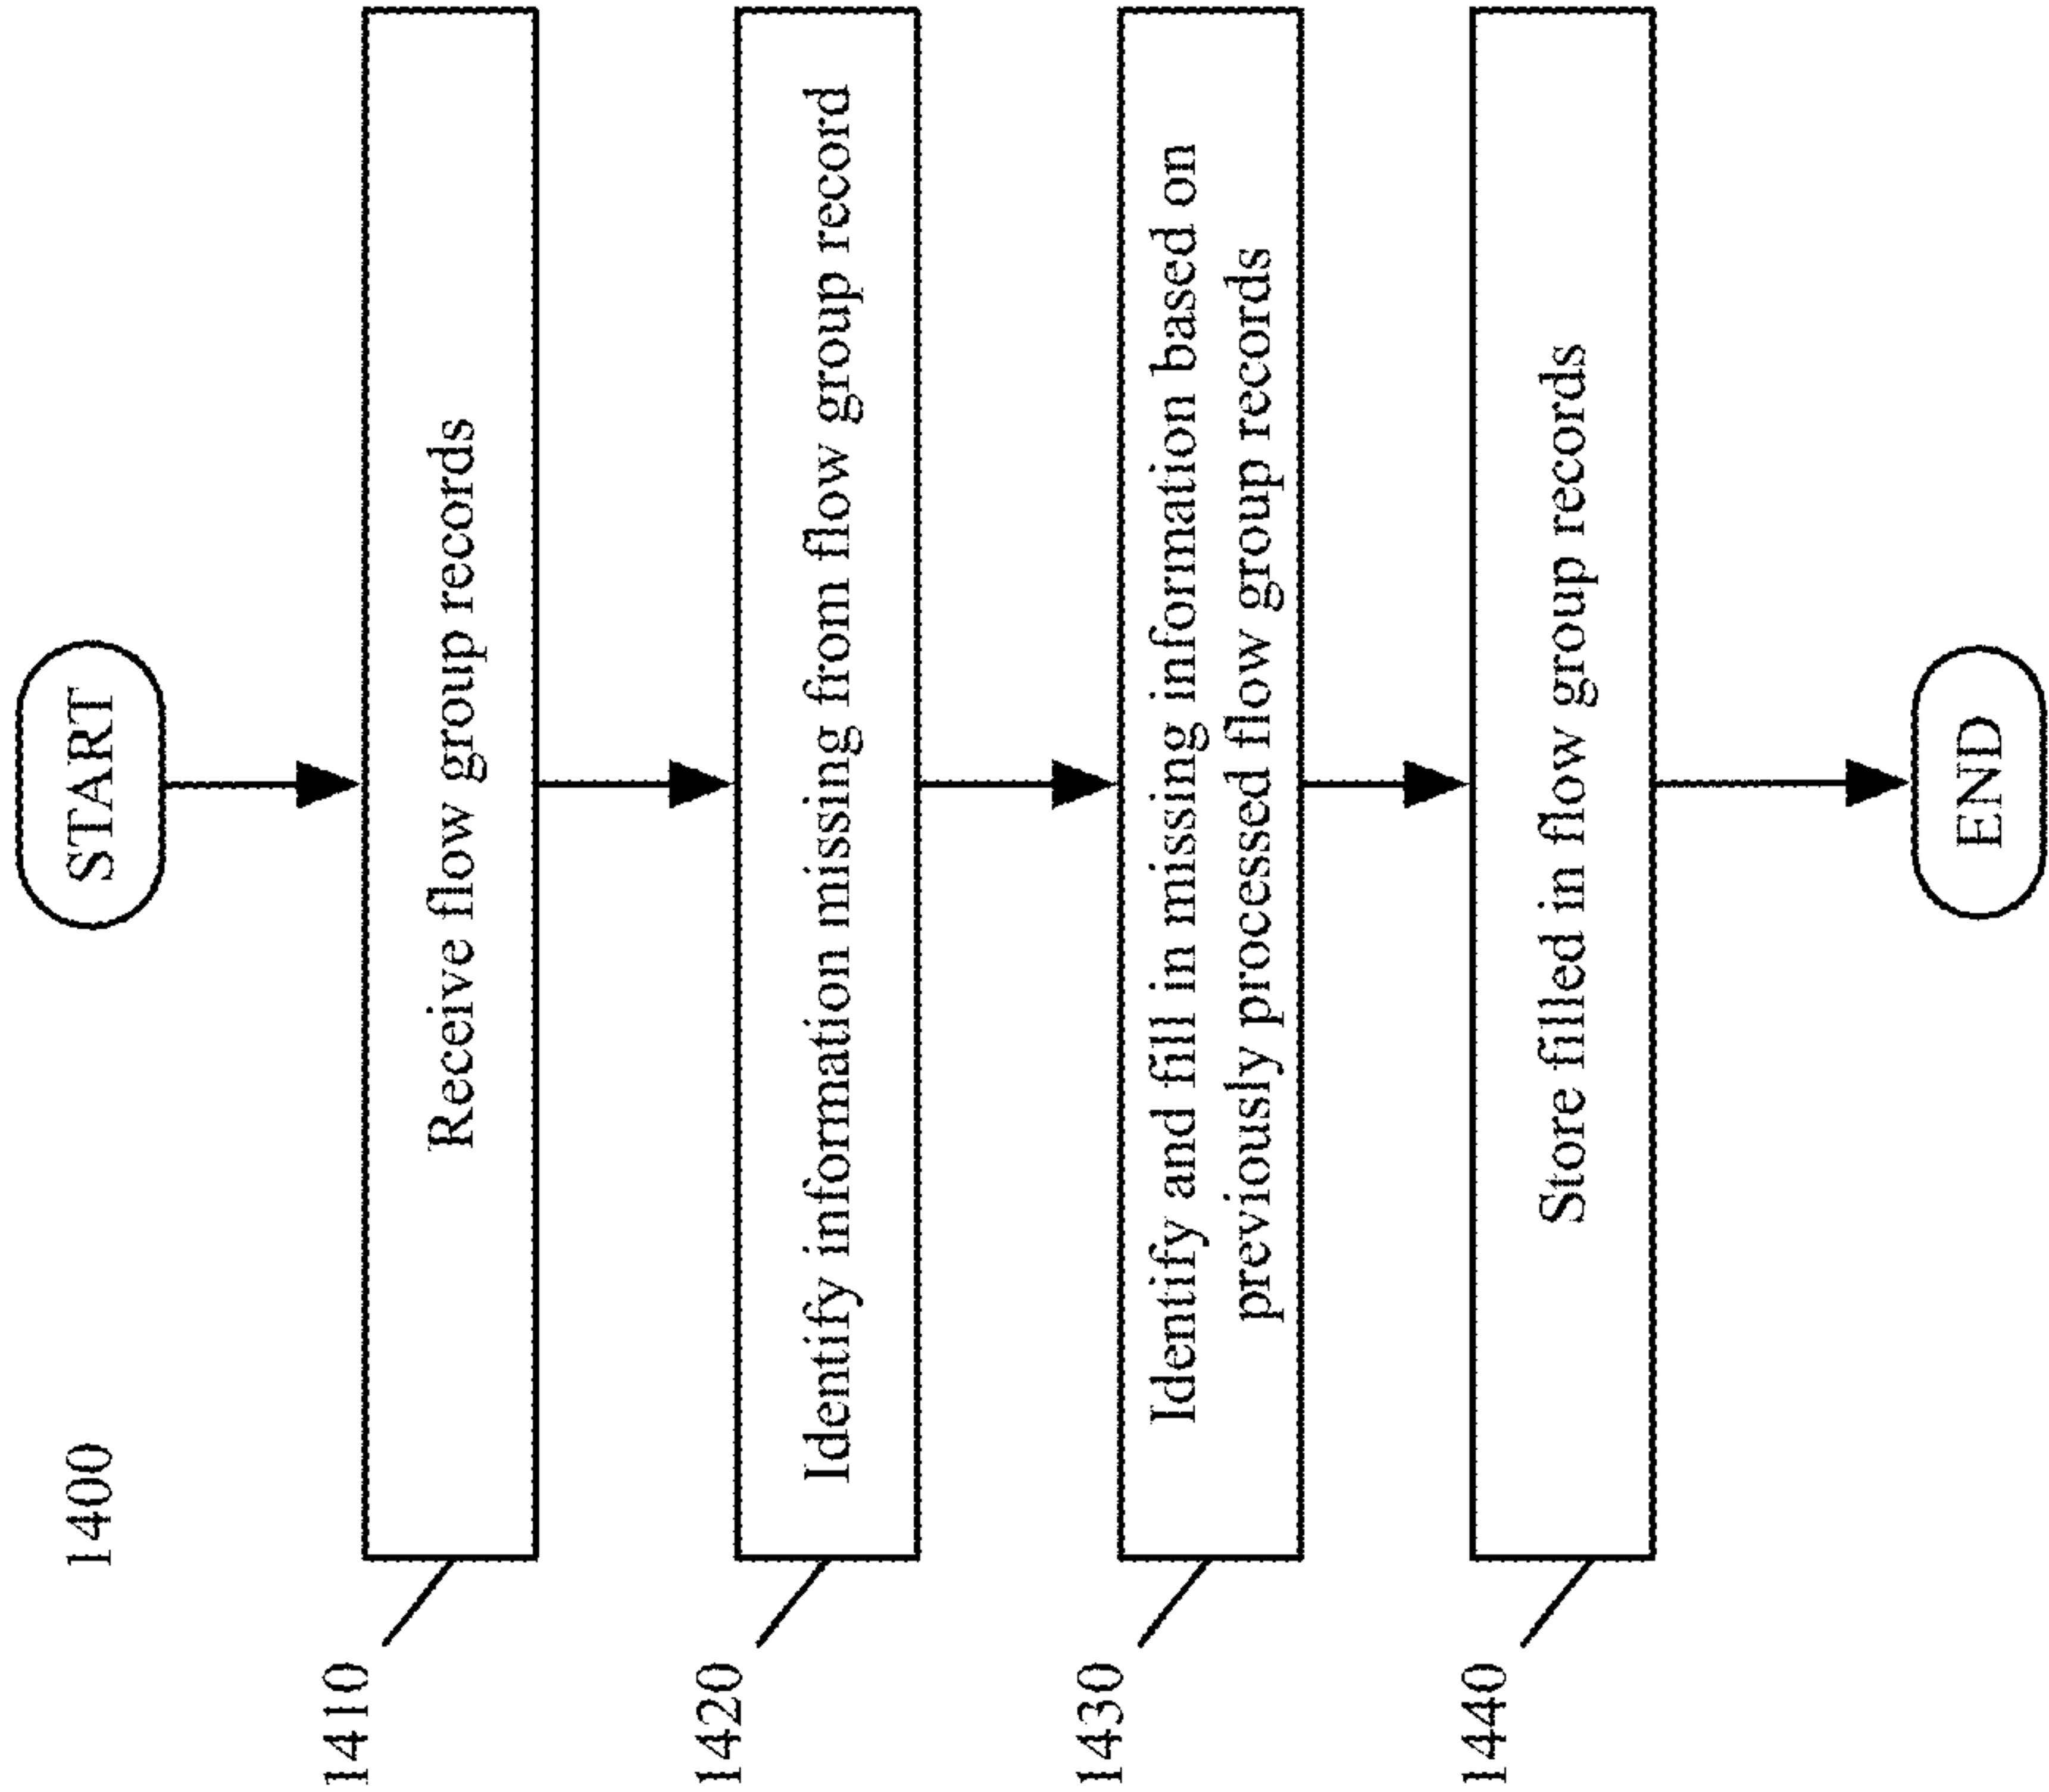 1400
START
1410
Receive flow group records
1420
Identify information missing from flow group record
1430
Identify and fill in missing information based on
previously processed flow group records
1440
Store filled in flow group records
END